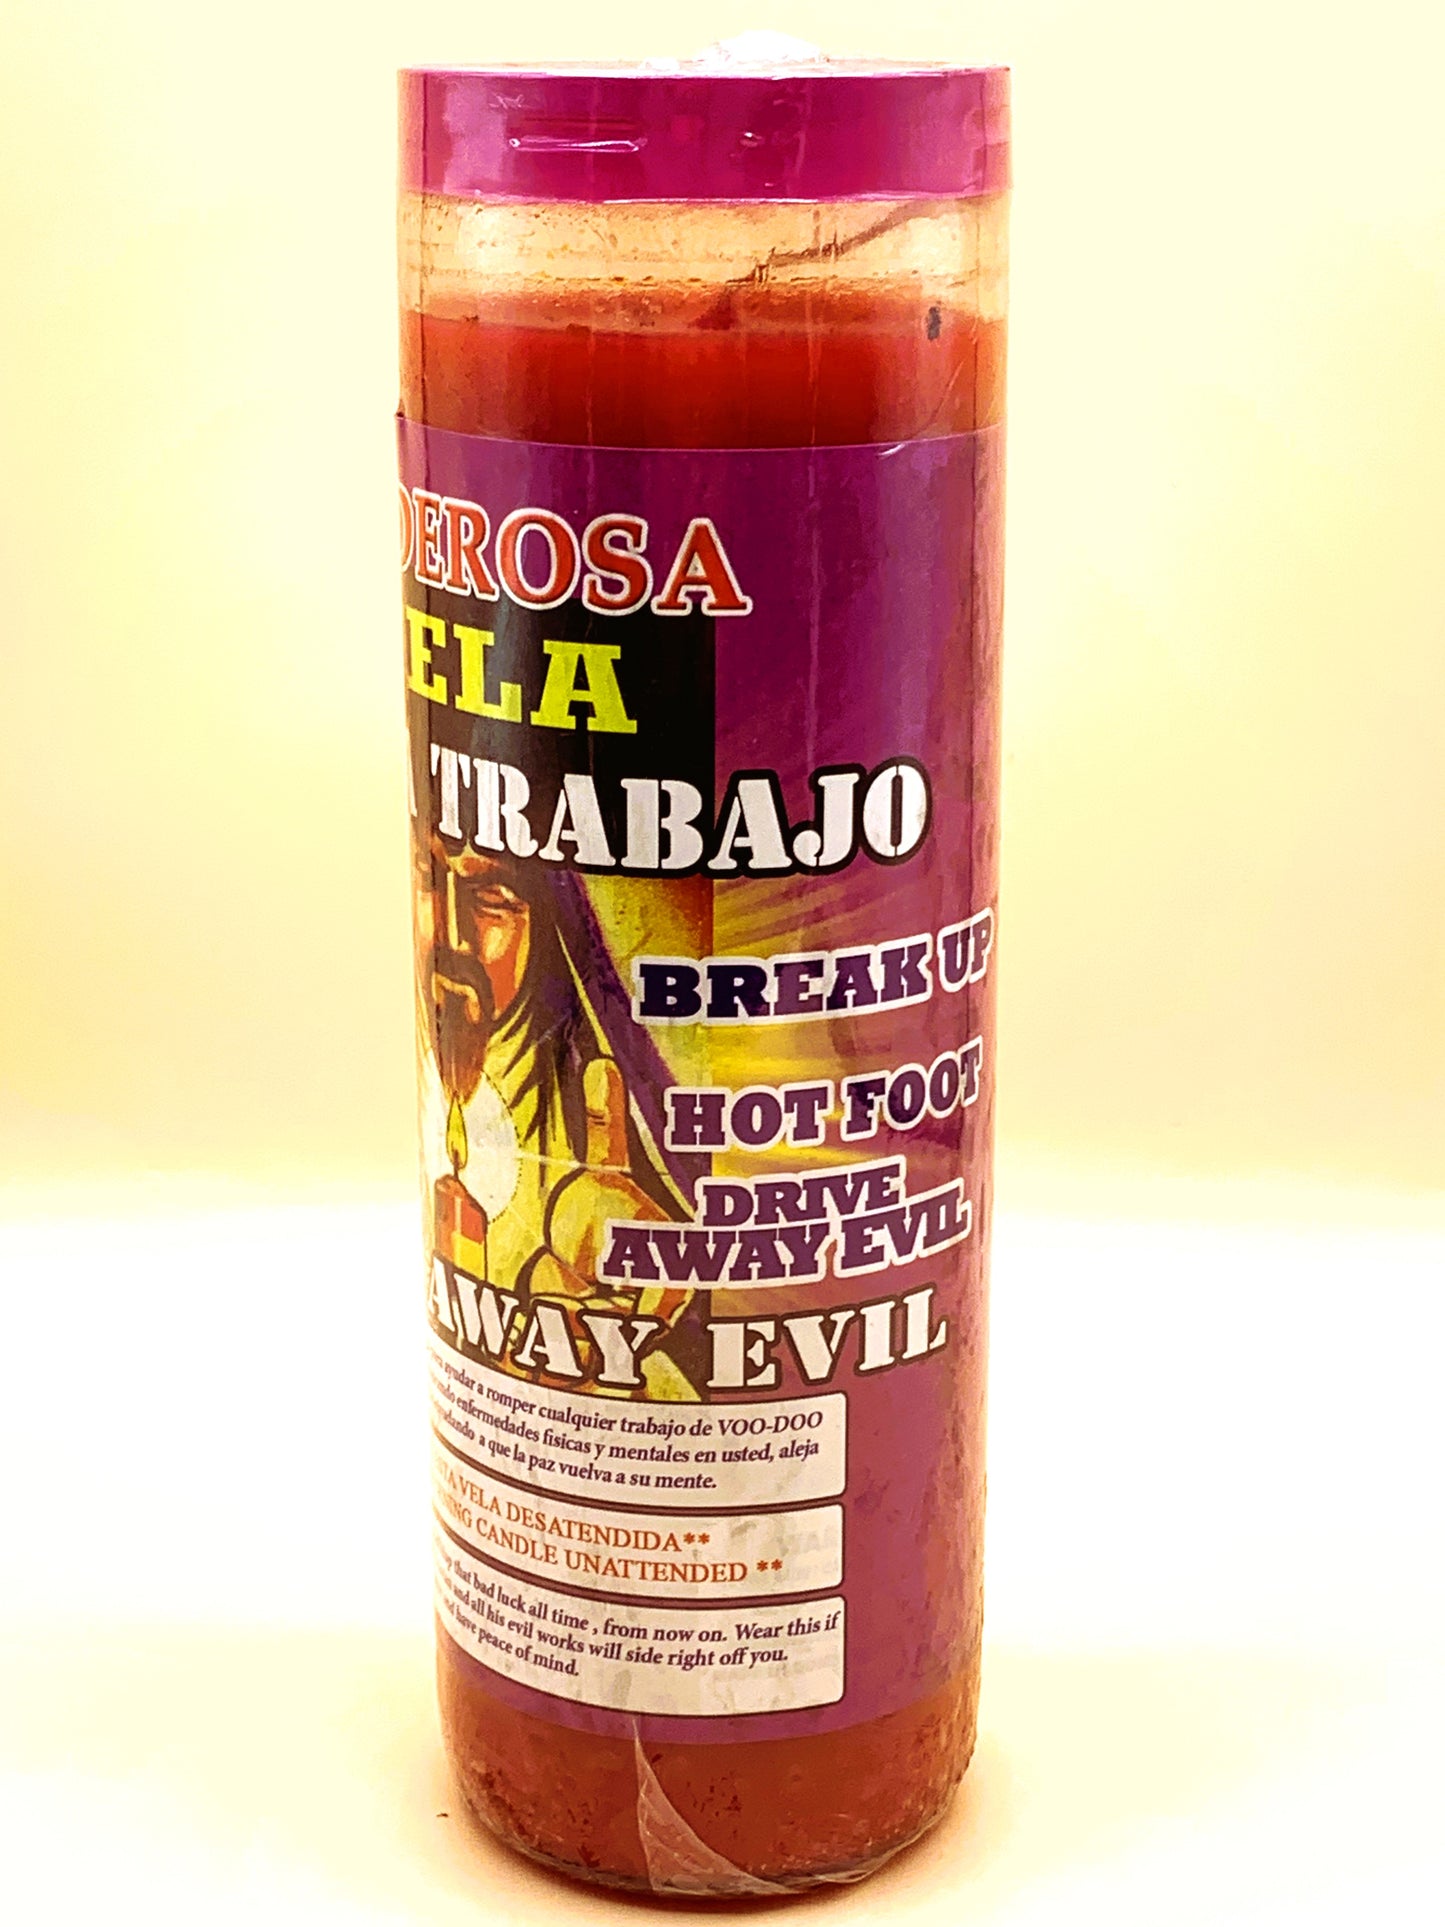 DEROSA
ELA
TRABAJO
BREAK UP
HOT FOOT
DRIVE
AWAY EVIL
AWAY EVIL
ayudar a romper cualquier trabajo de VOO-DOO
enfermedades fisicas y mentales en usted, aleja
a que la paz vuelva a su mente.
VELA DESATENDIDA**
CANDLE UNATTENDED **
that bad luck all time , from now on. Wear this if
and all his evil works will side right off you.
have peace of mind.